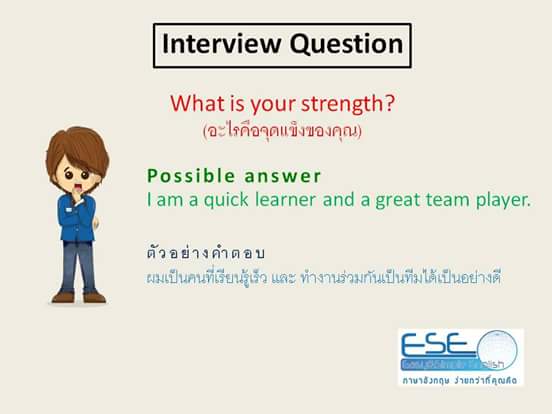 Interview Question
What is your strength?
(อะไรคือจุดแข็งของคุณ)
Possible answer
I am a quick learner and a great team player.
ตัวอย่างคำตอบ
ผมเป็นคนที่เรียนรู้เร็ว และ ทำงานร่วมกันเป็นทีมได้เป็นอย่างดี
ESE
Easy&Simple English
ภาษาอังกฤษ ง่ายกว่าที่คุณคิด